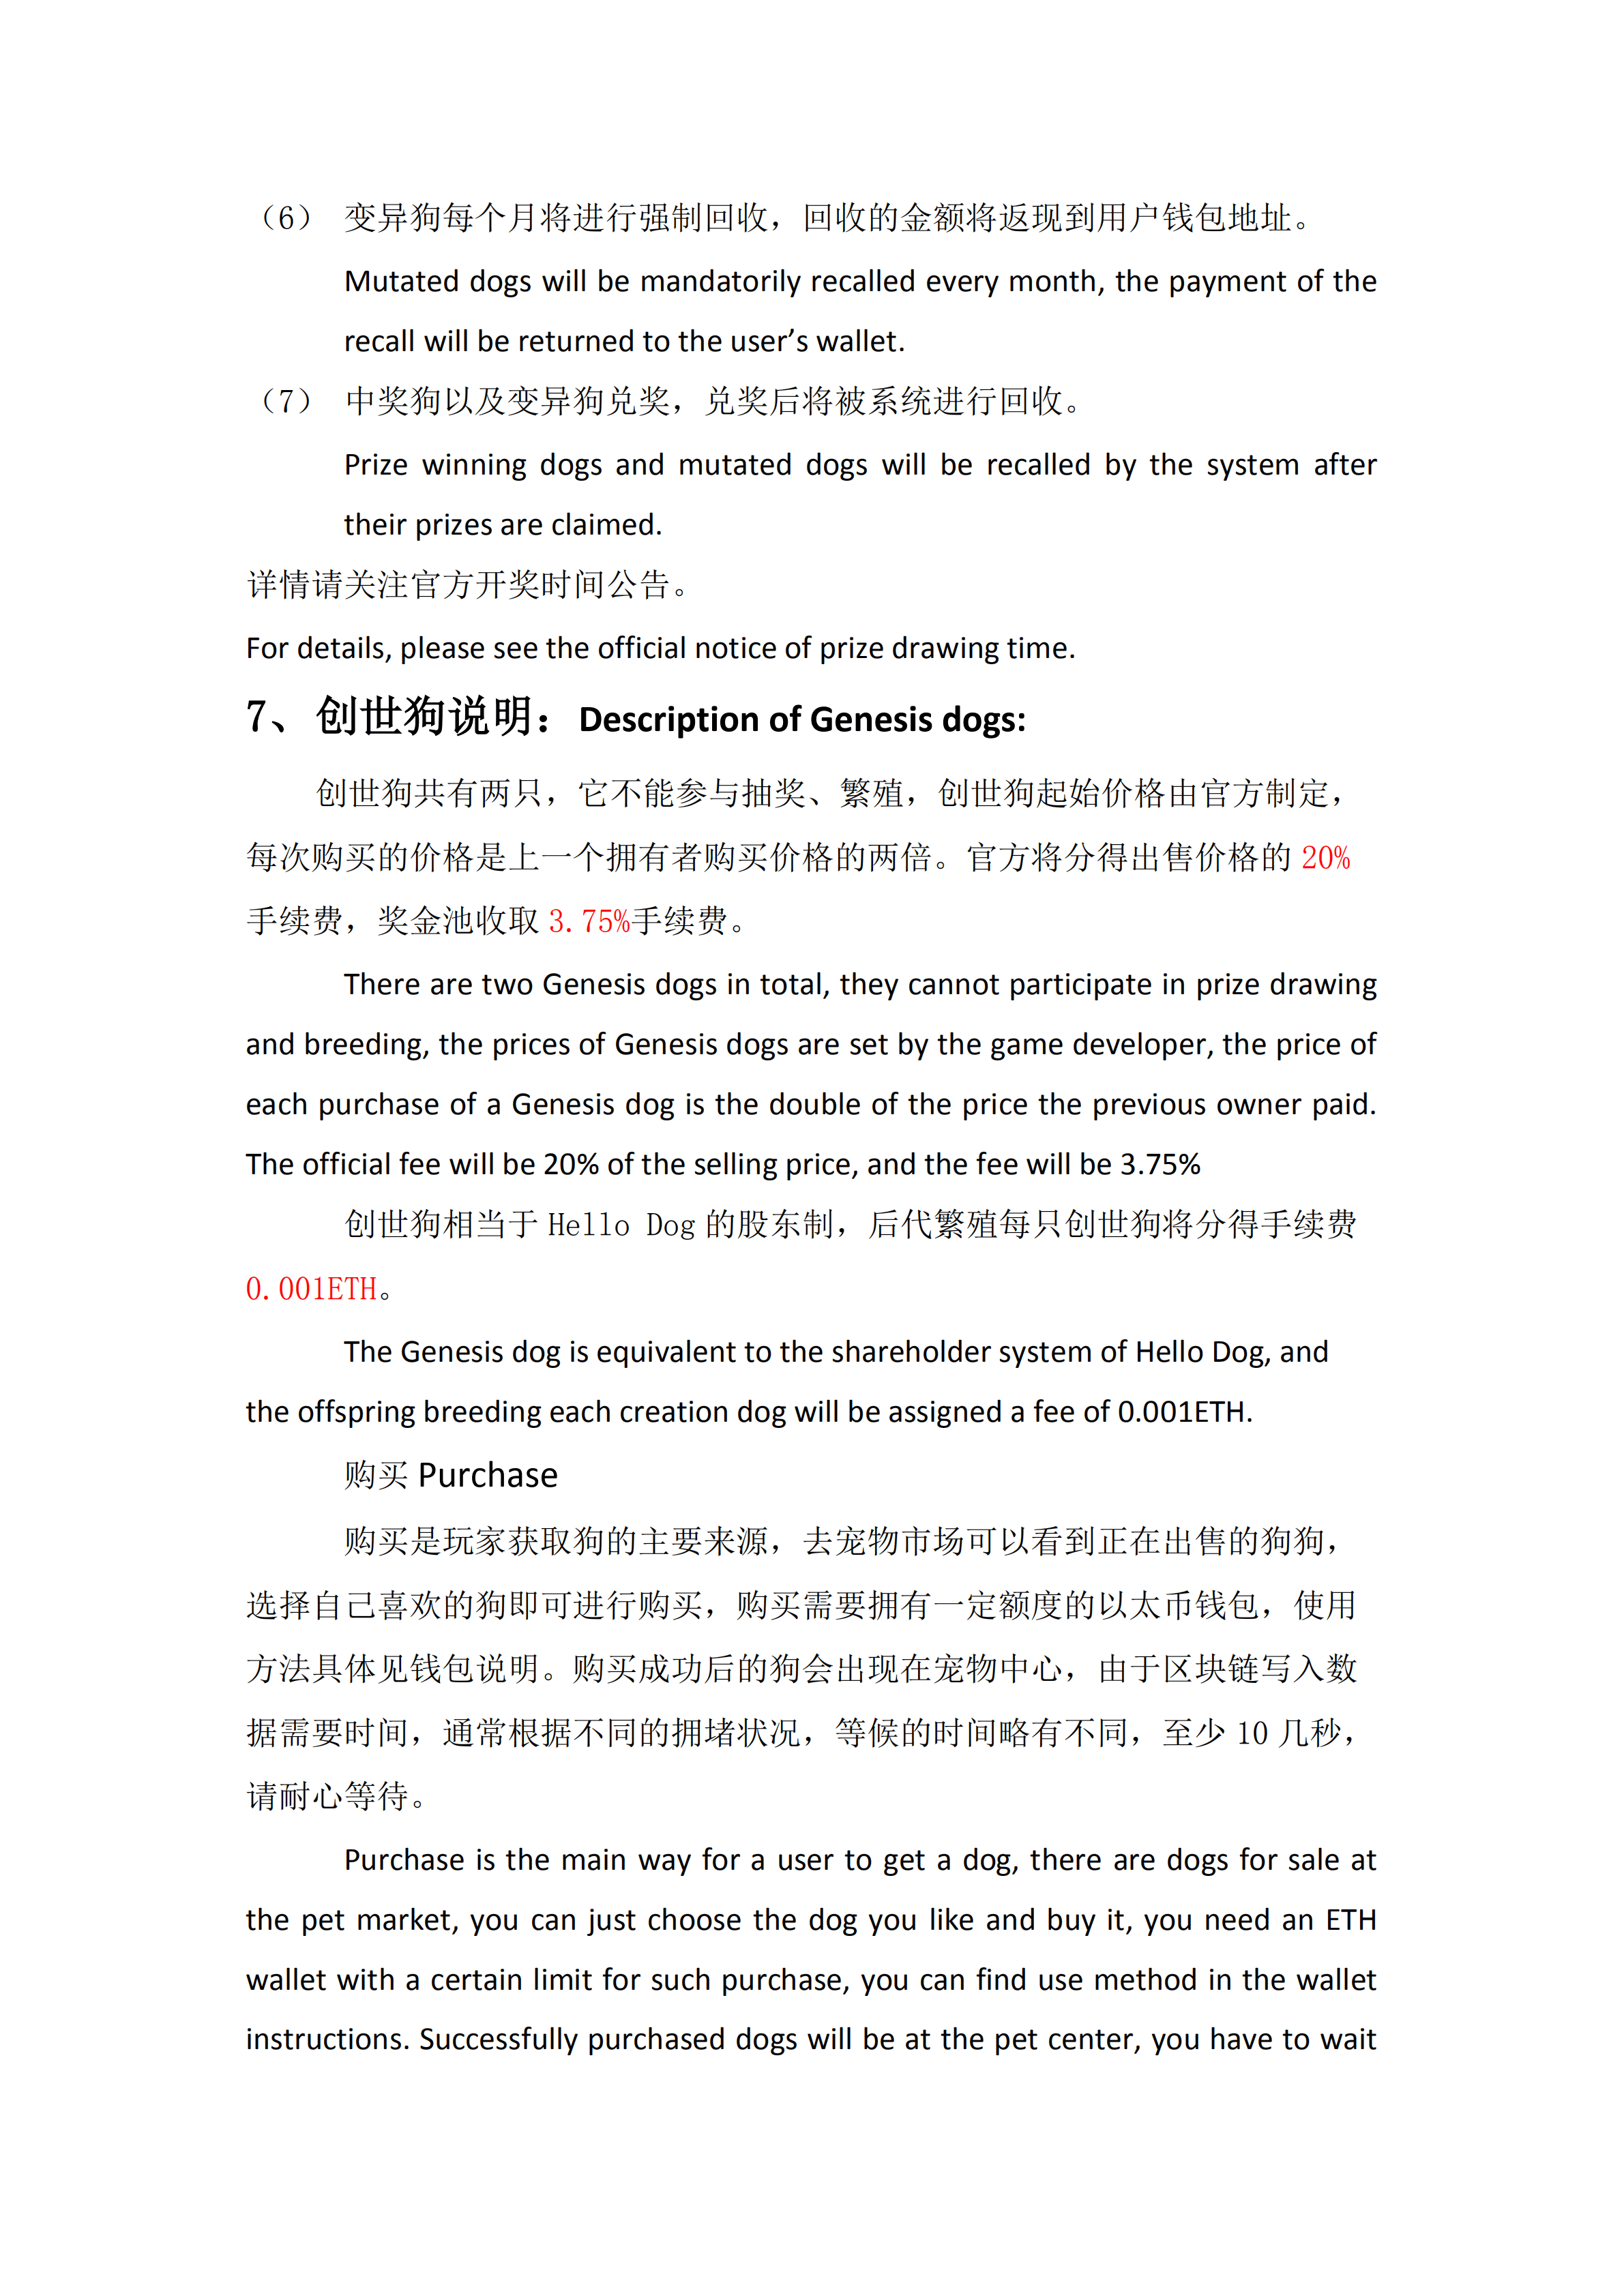 （6） 变异狗每个月将进行强制回收，回收的金额将返现到用户钱包地址。
Mutated dogs will be mandatorily recalled every month, the payment of the
recall will be returned to the user’s wallet.
（7） 中奖狗以及变异狗兑奖，兑奖后将被系统进行回收。
Prize winning dogs and mutated dogs will be recalled by the system after
their prizes are claimed.
详情请关注官方开奖时间公告。
For details, please see the official notice of prize drawing time.
7、创世狗说明：Description of Genesis dogs:
创世狗共有两只，它不能参与抽奖、繁殖，创世狗起始价格由官方制定，
每次购买的价格是上一个拥有者购买价格的两倍。官方将分得出售价格的 20%
手续费，奖金池收取 3.75%手续费。
There are two Genesis dogs in total, they cannot participate in prize drawing
and breeding, the prices of Genesis dogs are set by the game developer, the price of
each purchase of a Genesis dog is the double of the price the previous owner paid.
The official fee will be 20% of the selling price, and the fee will be 3.75%
创世狗相当于 Hello Dog 的股东制，后代繁殖每只创世狗将分得手续费
0.001ETH。
The Genesis dog is equivalent to the shareholder system of Hello Dog, and
the offspring breeding each creation dog will be assigned a fee of 0.001ETH.
购买 Purchase
购买是玩家获取狗的主要来源，去宠物市场可以看到正在出售的狗狗，
选择自己喜欢的狗即可进行购买，购买需要拥有一定额度的以太币钱包，使用
方法具体见钱包说明。购买成功后的狗会出现在宠物中心，由于区块链写入数
据需要时间，通常根据不同的拥堵状况，等候的时间略有不同，至少 10 几秒，
请耐心等待。
Purchase is the main way for a user to get a dog, there are dogs for sale at
the pet market, you can just choose the dog you like and buy it, you need an ETH
wallet with a certain limit for such purchase, you can find use method in the wallet
instructions. Successfully purchased dogs will be at the pet center, you have to wait